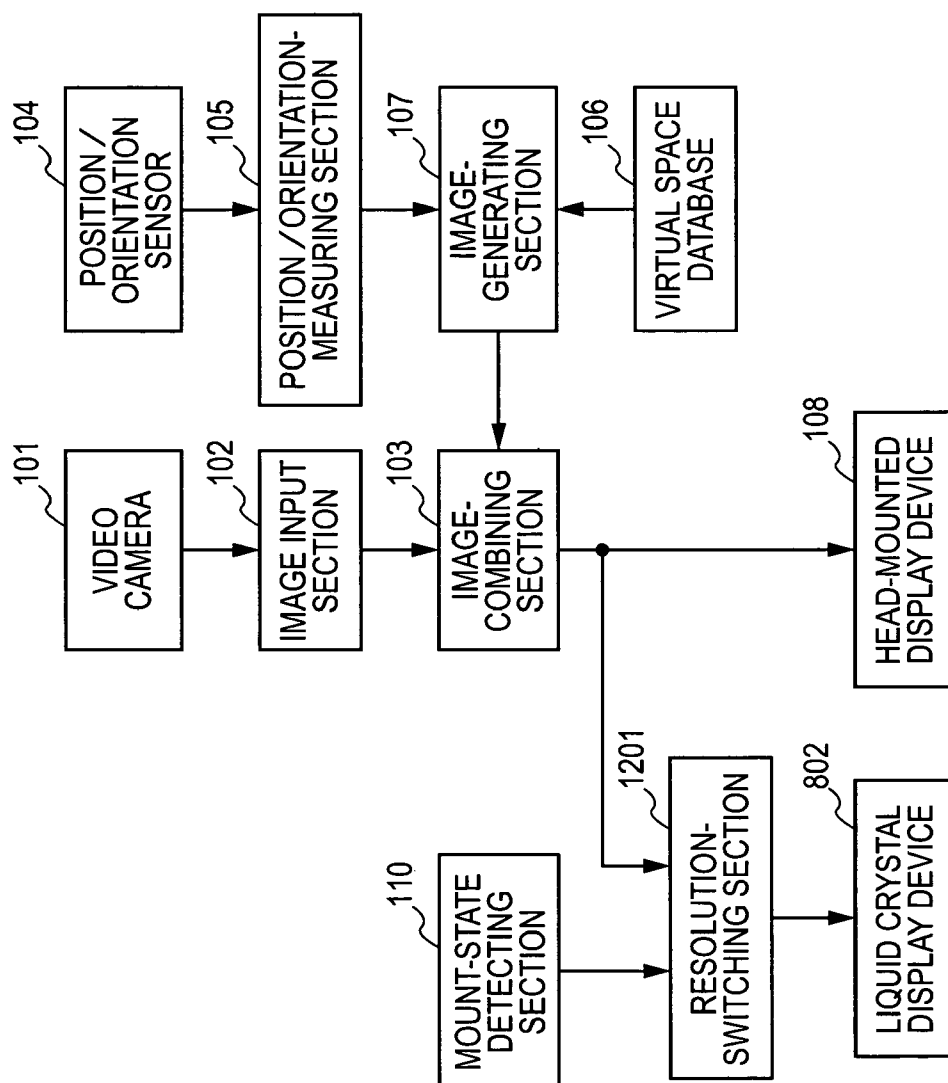 101
VIDEO
CAMERA
102
IMAGE INPUT
SECTION
103
IMAGE-
COMBINING
SECTION
104
POSITION/
ORIENTATION
SENSOR
105
POSITION/ORIENTATION-
MEASURING SECTION
107
IMAGE-
GENERATING
SECTION
106
VIRTUAL SPACE
DATABASE
110
MOUNT-STATE
DETECTING
SECTION
1201
RESOLUTION-
SWITCHING SECTION
802
LIQUID CRYSTAL
DISPLAY DEVICE
108
HEAD-MOUNTED
DISPLAY DEVICE